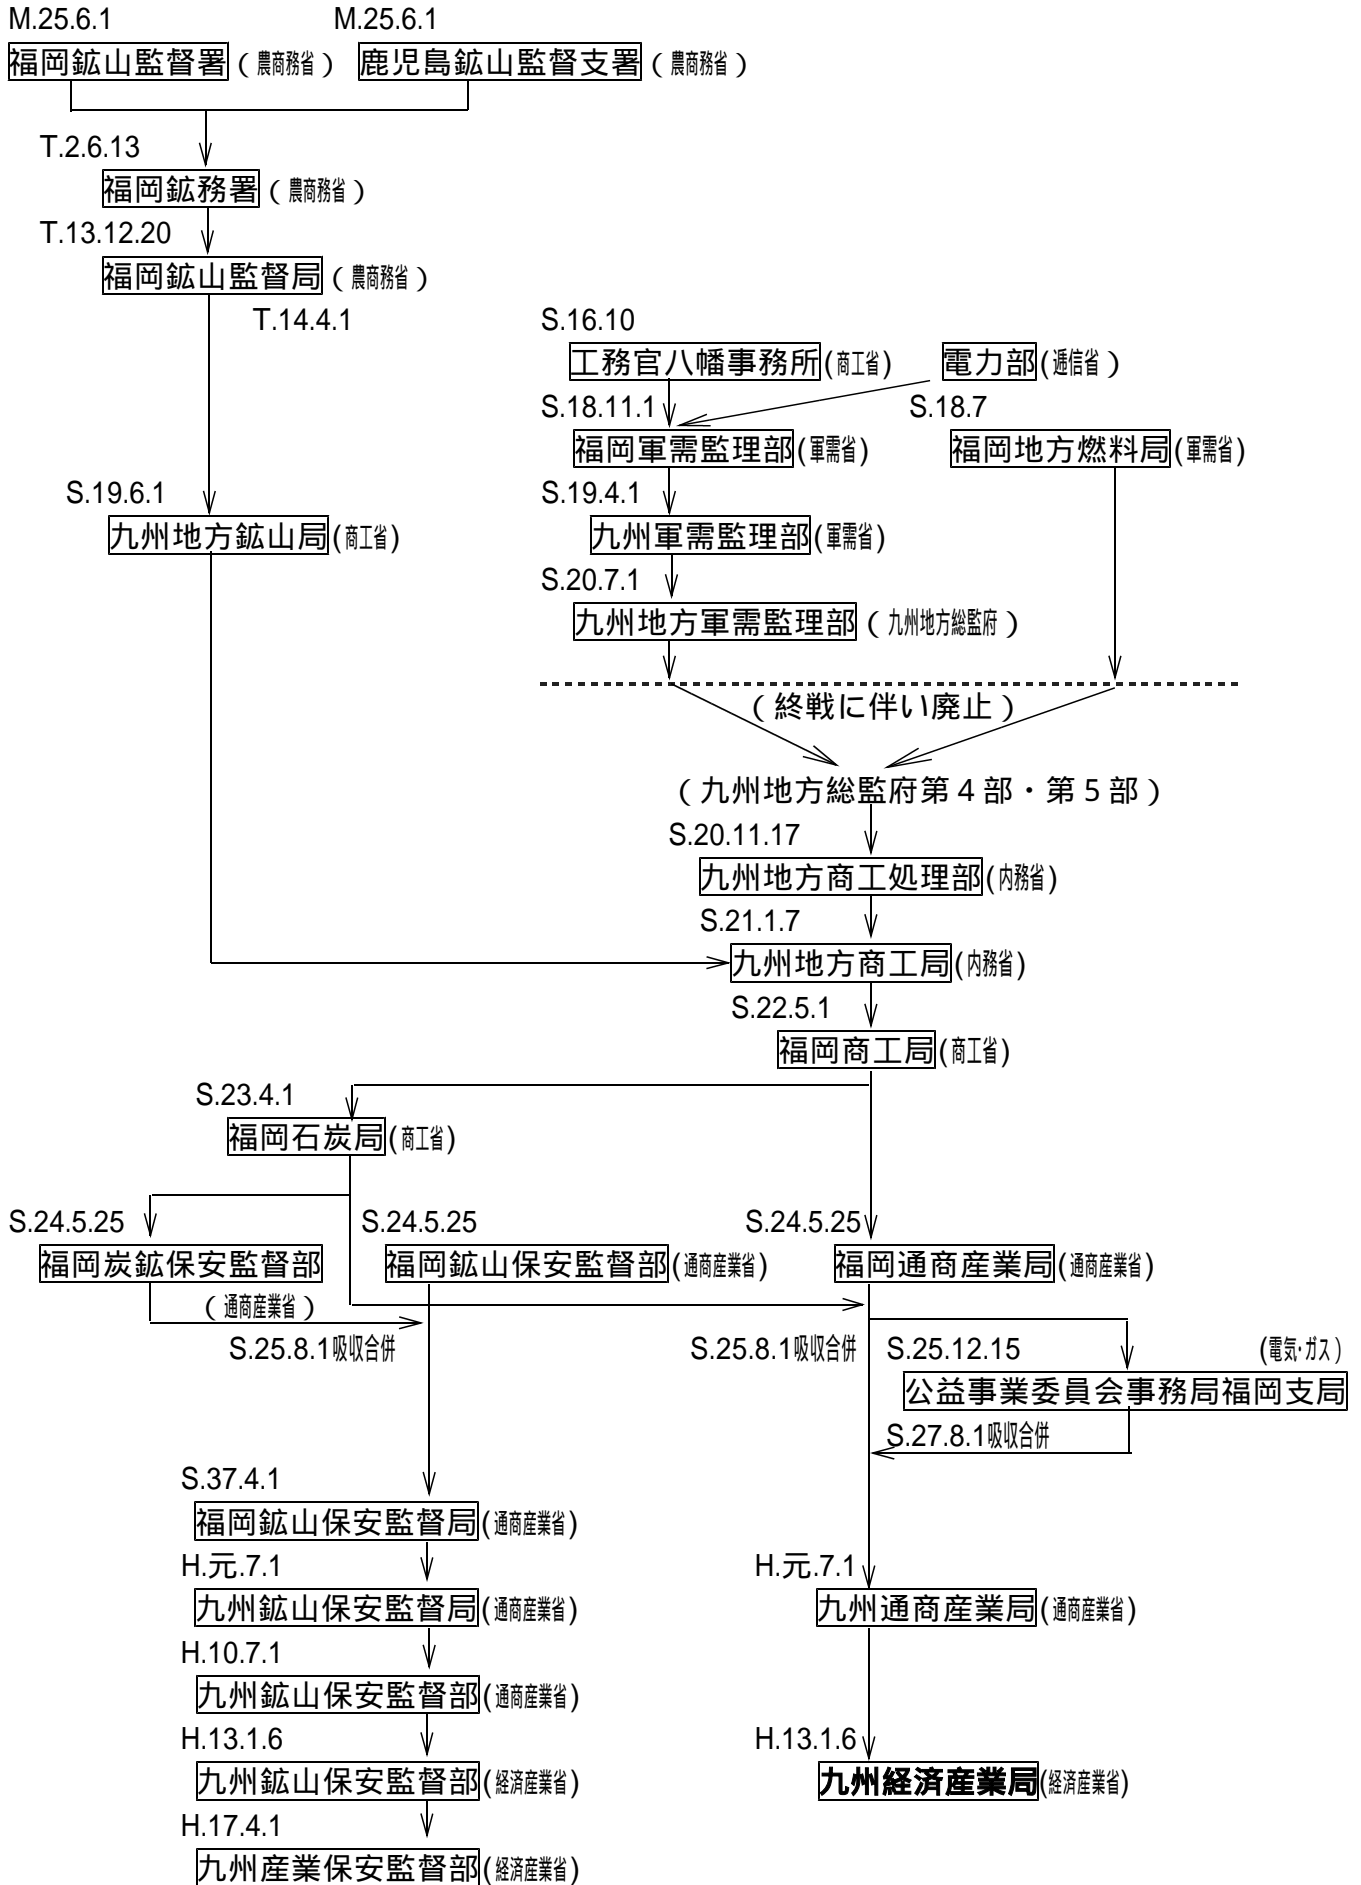 M.25.6.1 M.25.6.1
福岡鉱山監督署 ( 農商務省 ) 鹿児島鉱山監督支署 ( 農商務省 )
T.2.6.13
福岡鉱務署 ( 農商務省 )
T.13.12.20
福岡鉱山監督局 ( 農商務省 )
T.14.4.1 S.16.10
工務官八幡事務所(商工省) 電力部(逓信省 )
S.18.11.1 S.18.7
福岡軍需監理部(軍需省) 福岡地方燃料局(軍需省)
S.19.6.1 S.19.4.1
九州地方鉱山局(商工省) 九州軍需監理部(軍需省)
S.20.7.1
九州地方軍需監理部 ( 九州地方総監府 )
( 終戦に伴い廃止 )
( 九州地方総監府第4部・第5部 )
S.20.11.17
九州地方商工処理部(内務省)
S.21.1.7
九州地方商工局(内務省)
S.22.5.1
福岡商工局(商工省)
S.23.4.1
福岡石炭局(商工省)
S.24.5.25 S.24.5.25 S.24.5.25
福岡炭鉱保安監督部 福岡鉱山保安監督部(通商産業省) 福岡通商産業局(通商産業省)
( 通商産業省 )
S.25.8.1吸収合併 S.25.8.1吸収合併 S.25.12.15 (電気・ガス)
公益事業委員会事務局福岡支局
S.27.8.1吸収合併
S.37.4.1
福岡鉱山保安監督局(通商産業省)
H.元.7.1 H.元.7.1
九州鉱山保安監督局(通商産業省) 九州通商産業局(通商産業省)
H.10.7.1
九州鉱山保安監督部(通商産業省)
H.13.1.6 H.13.1.6
九州鉱山保安監督部(経済産業省) 九州経済産業局(経済産業省)
H.17.4.1
九州産業保安監督部(経済産業省)